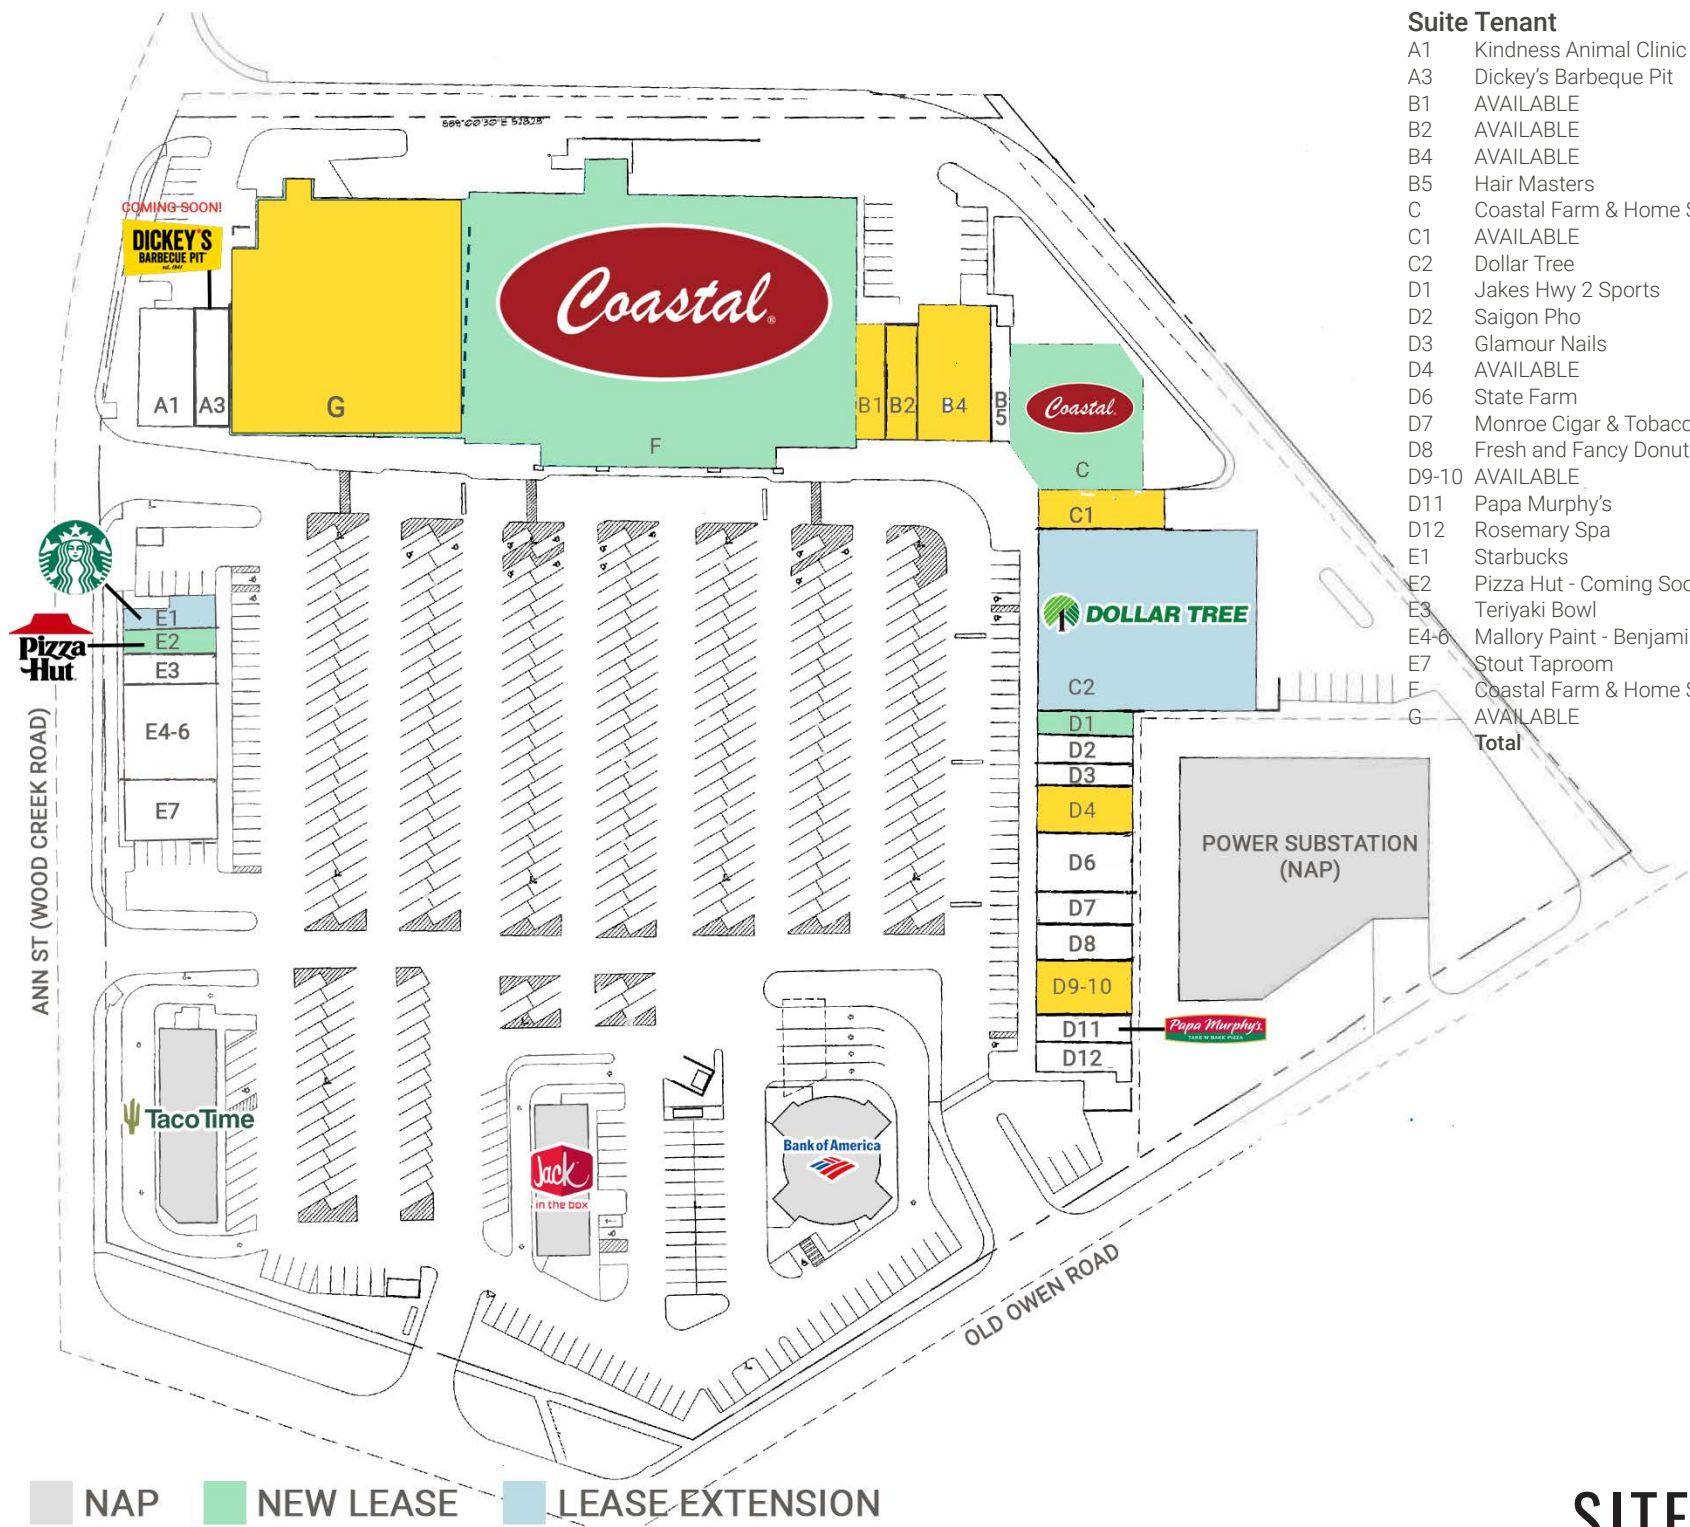 Suite Tenant
A1 Kindness Animal Clinic
A3 Dickey's Barbeque Pit
B1 AVAILABLE
B2 AVAILABLE
B4 AVAILABLE
B5 Hair Masters
C Coastal Farm & Home S
C1 AVAILABLE
C2 Dollar Tree
D1 Jakes Hwy 2 Sports
D2 Saigon Pho
D3 Glamour Nails
D4 AVAILABLE
D6 State Farm
D7 Monroe Cigar & Tobacc
D8 Fresh and Fancy Donut
D9-10 AVAILABLE
D11 Papa Murphy's
D12 Rosemary Spa
E1 Starbucks
E2 Pizza Hut - Coming Soo
E3 Teriyaki Bowl
E4-6 Mallory Paint - Benjami
E7 Stout Taproom
F Coastal Farm & Home S
G AVAILABLE
Total
COMING SOON!
DICKEY'S
BARBECUE PIT
est. 1941
Coastal
A1
A3
G
F
B1
B2
B4
B
5
Coastal
C
C1
DOLLAR TREE
C2
E1
E2
Pizza
Hut
E3
E4-6
E7
D1
D2
D3
D4
D6
D7
D8
D9-10
D11
D12
Papa Murphy's
TAKE 'N' BAKE PIZZA
POWER SUBSTATION
(NAP)
ANN ST (WOOD CREEK ROAD)
TacoTime
Jack
in the box
Bank of America
OLD OWEN ROAD
NAP
NEW LEASE
LEASE EXTENSION
SITE